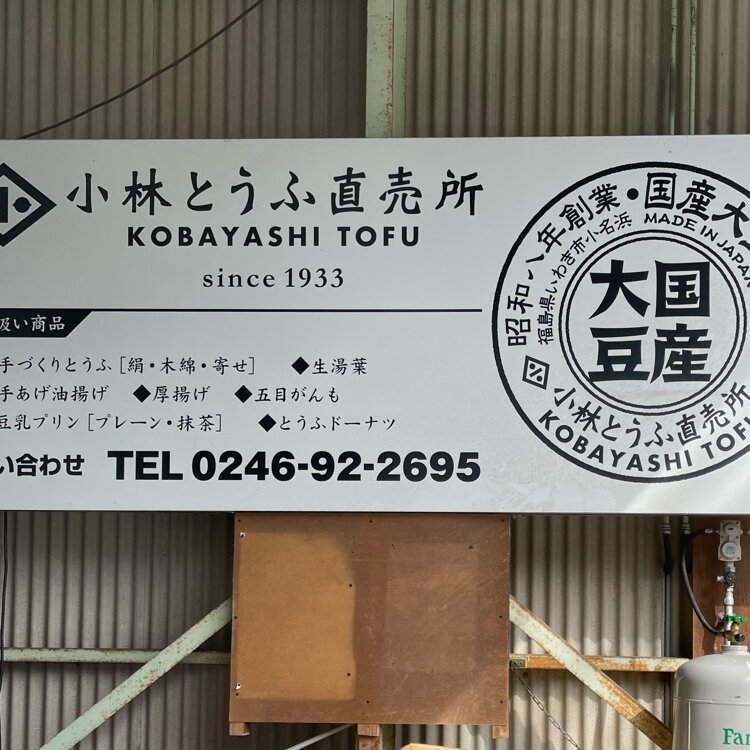 小林とうふ直売所
KOBAYASHI TOFU
since 1933
扱い商品
手づくりとうふ[絹・木綿・寄せ] ◆生湯葉
手あげ油揚げ ◆厚揚げ ◆五目がんも
豆乳プリン[プレーン・抹茶] ◆とうふドーナツ
い合わせ TEL 0246-92-2695
昭和八年創業・国産大
福島県いわき市小名浜 MADE IN JAPAN
国産
大豆
小林とうふ直売所
KOBAYASHI TOFU